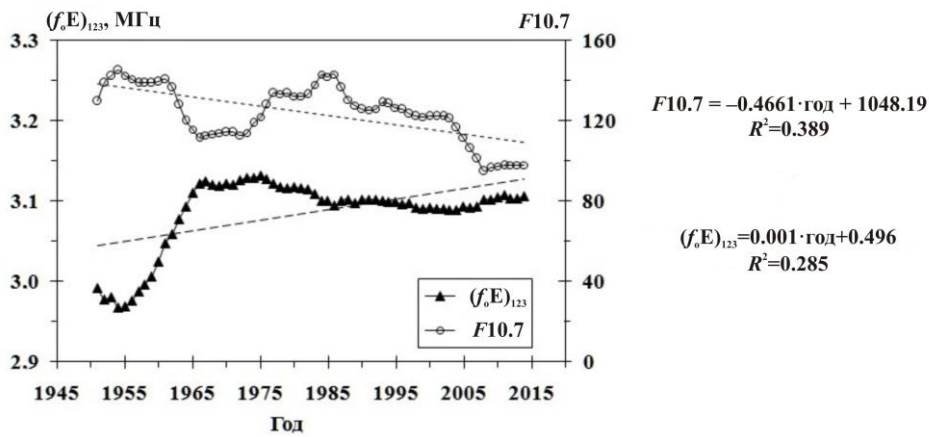 (fₒE)₁₂₃, МГц
F10.7
3.3
3.2
3.1
3.0
2.9
160
120
80
40
0
1945 1955 1965 1975 1985 1995 2005 2015
Год
(fₒE)₁₂₃
F10.7
F10.7 = –0.4661·год + 1048.19
R²=0.389
(fₒE)₁₂₃=0.001·год+0.496
R²=0.285